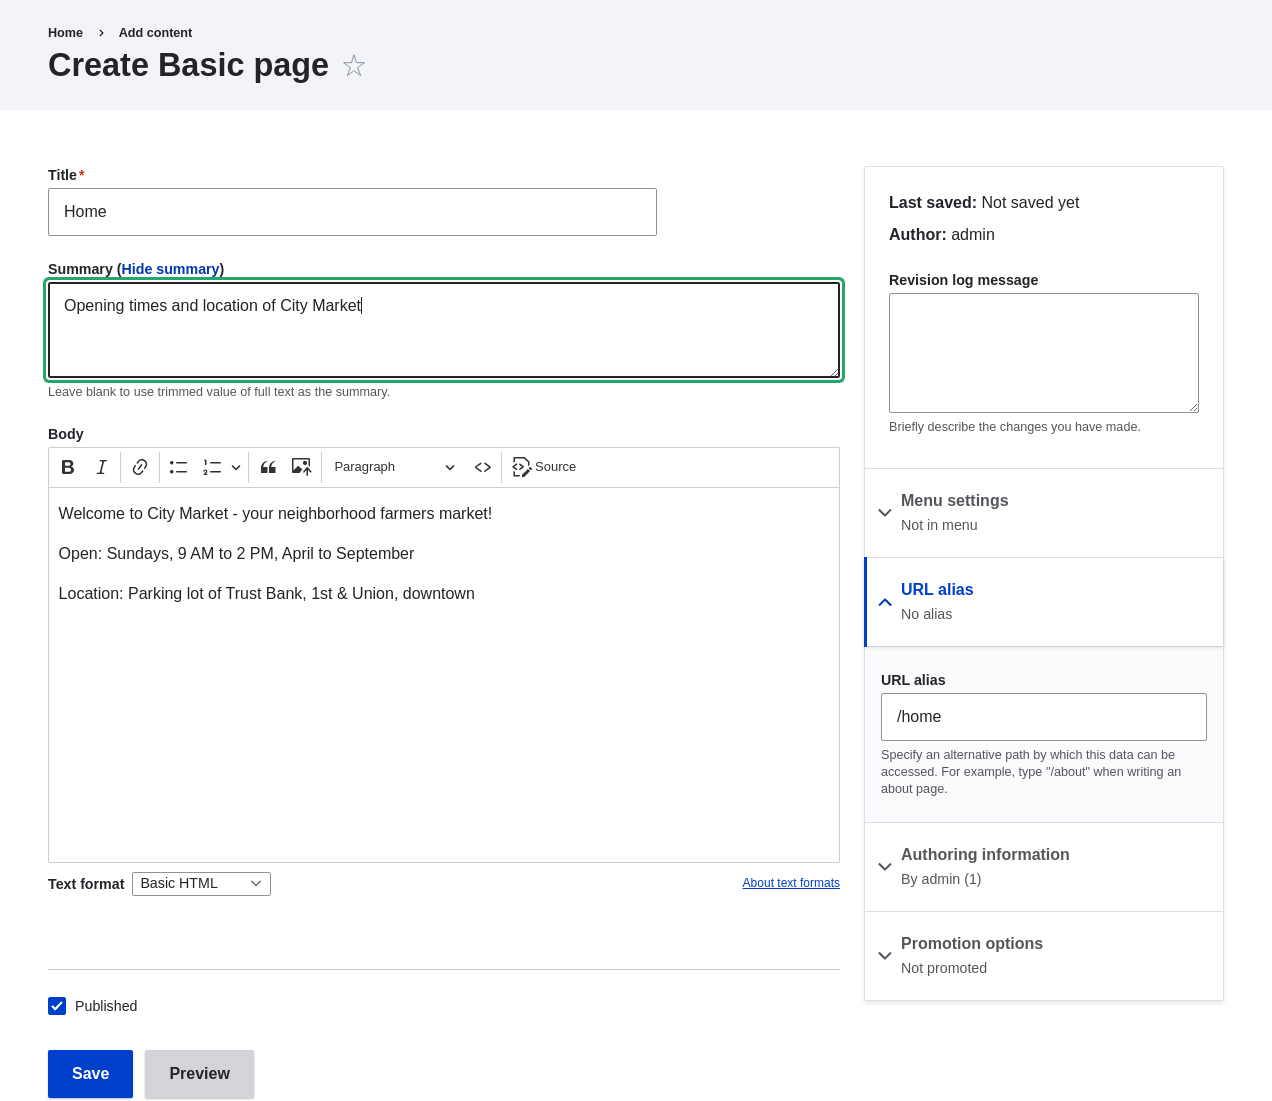 Home › Add content
Create Basic page
Title*
Home
Summary (Hide summary)
Opening times and location of City Market
Leave blank to use trimmed value of full text as the summary.
Body
B I Paragraph Source
Welcome to City Market - your neighborhood farmers market!
Open: Sundays, 9 AM to 2 PM, April to September
Location: Parking lot of Trust Bank, 1st & Union, downtown
Text format Basic HTML About text formats
Published
Save Preview
Last saved: Not saved yet
Author: admin
Revision log message
Briefly describe the changes you have made.
Menu settings
Not in menu
URL alias
No alias
URL alias
/home
Specify an alternative path by which this data can be
accessed. For example, type "/about" when writing an
about page.
Authoring information
By admin (1)
Promotion options
Not promoted